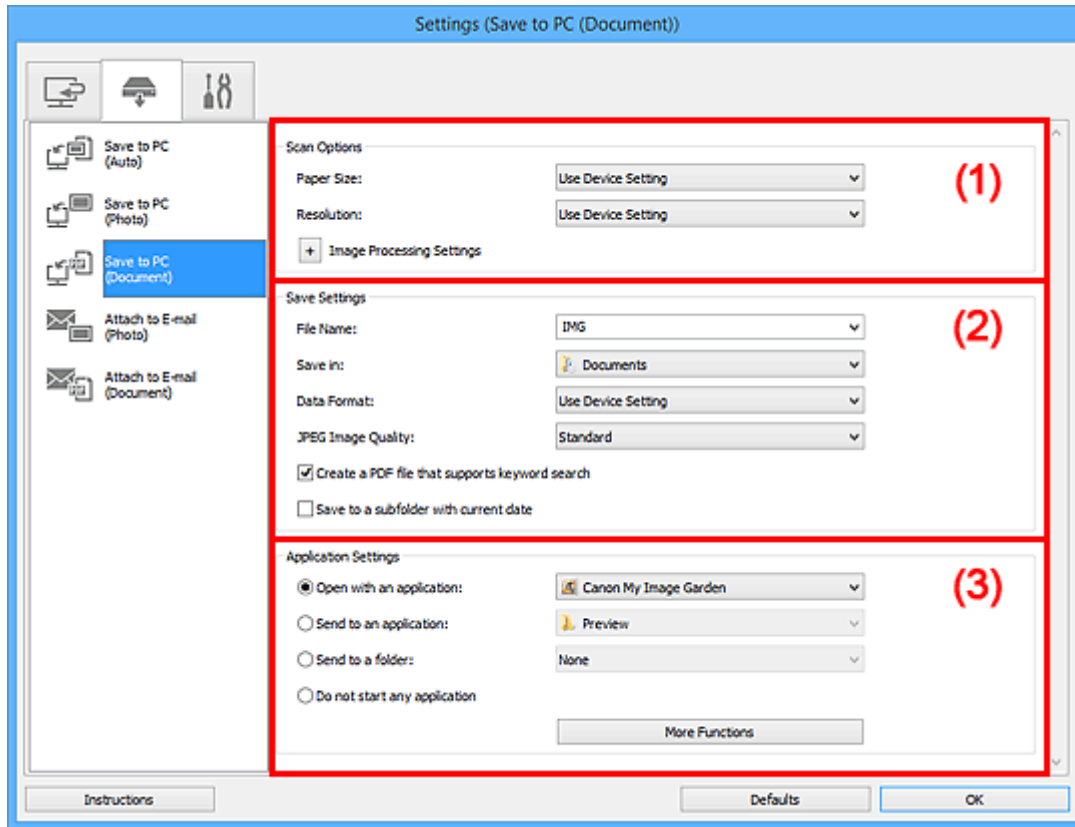 Settings (Save to PC (Document))
Save to PC
(Auto)
Save to PC
(Photo)
Save to PC
(Document)
Attach to E-mail
(Photo)
Attach to E-mail
(Document)
Scan Options
(1)
Paper Size: Use Device Setting
Resolution: Use Device Setting
+ Image Processing Settings
Save Settings
(2)
File Name: IMG
Save in: Documents
Data Format: Use Device Setting
JPEG Image Quality: Standard
Create a PDF file that supports keyword search
Save to a subfolder with current date
Application Settings
(3)
Open with an application: Canon My Image Garden
Send to an application: Preview
Send to a folder: None
Do not start any application
More Functions
Instructions Defaults OK